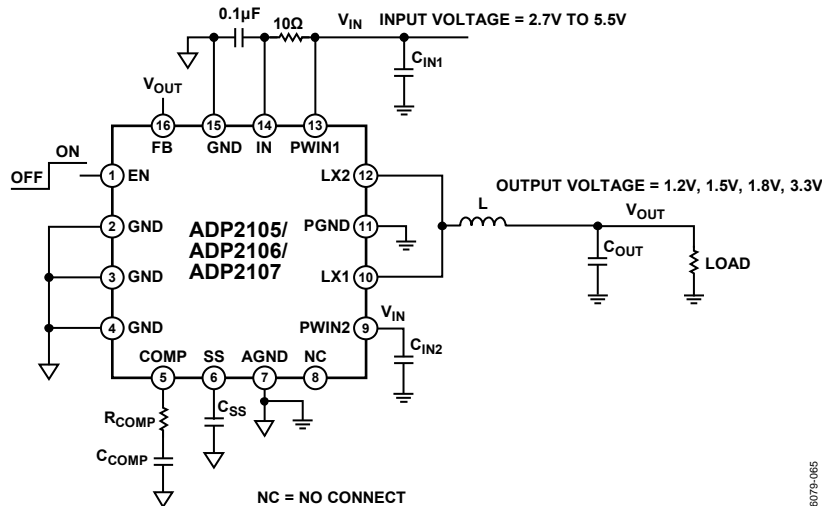 0.1µF
10Ω
VIN
INPUT VOLTAGE = 2.7V TO 5.5V
CIN1
VOUT
16
15
14
13
FB
GND
IN
PWIN1
ON
OFF
1
EN
LX2
12
OUTPUT VOLTAGE = 1.2V, 1.5V, 1.8V, 3.3V
2
GND
ADP2105/
ADP2106/
ADP2107
PGND
11
L
VOUT
COUT
LOAD
3
GND
LX1
10
4
GND
VIN
PWIN2
9
CIN2
COMP
SS
AGND
NC
5
6
7
8
RCOMP
CSS
CCOMP
NC = NO CONNECT
6079-065